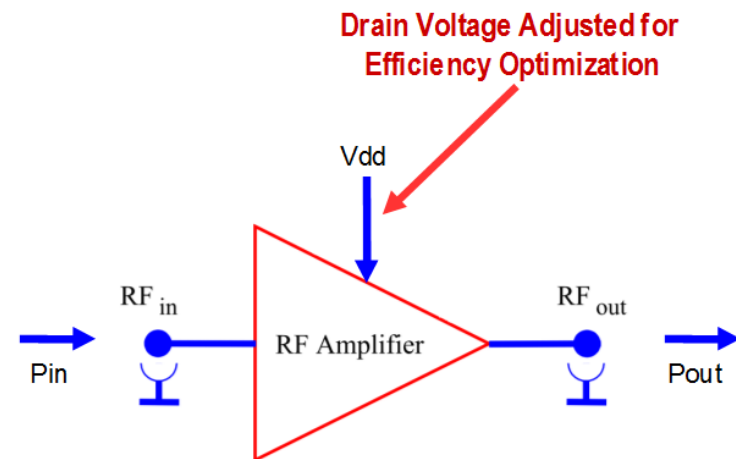 Drain Voltage Adjusted for
Efficiency Optimization
Vdd
RF in
RF out
RF Amplifier
Pin
Pout